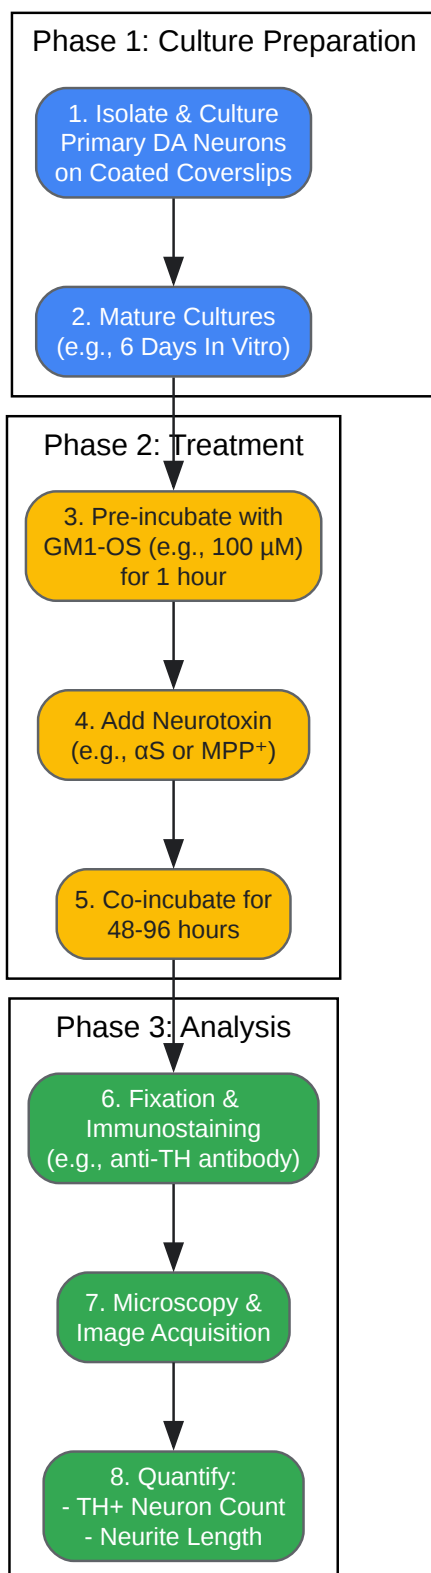 Phase 1: Culture Preparation
1. Isolate & Culture
Primary DA Neurons
on Coated Coverslips
2. Mature Cultures
(e.g., 6 Days In Vitro)
Phase 2: Treatment
3. Pre-incubate with
GM1-OS (e.g., 100 µM)
for 1 hour
4. Add Neurotoxin
(e.g., αS or MPP⁺)
5. Co-incubate for
48-96 hours
Phase 3: Analysis
6. Fixation &
Immunostaining
(e.g., anti-TH antibody)
7. Microscopy &
Image Acquisition
8. Quantify:
- TH+ Neuron Count
- Neurite Length